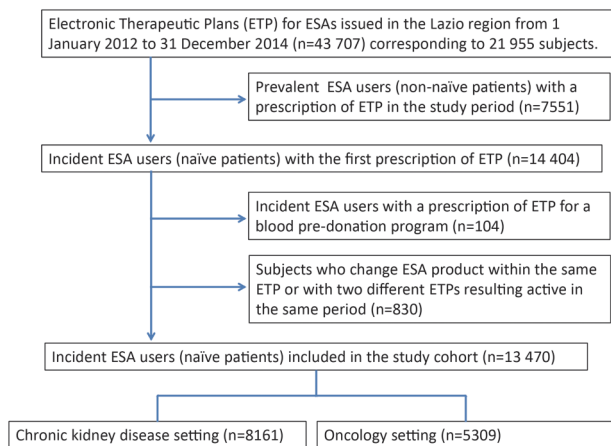 Electronic Therapeutic Plans (ETP) for ESAs issued in the Lazio region from 1
January 2012 to 31 December 2014 (n=43 707) corresponding to 21 955 subjects.
Prevalent ESA users (non-naïve patients) with a
prescription of ETP in the study period (n=7551)
Incident ESA users (naïve patients) with the first prescription of ETP (n=14 404)
Incident ESA users with a prescription of ETP for a
blood pre-donation program (n=104)
Subjects who change ESA product within the same
ETP or with two different ETPs resulting active in
the same period (n=830)
Incident ESA users (naïve patients) included in the study cohort (n=13 470)
Chronic kidney disease setting (n=8161)
Oncology setting (n=5309)